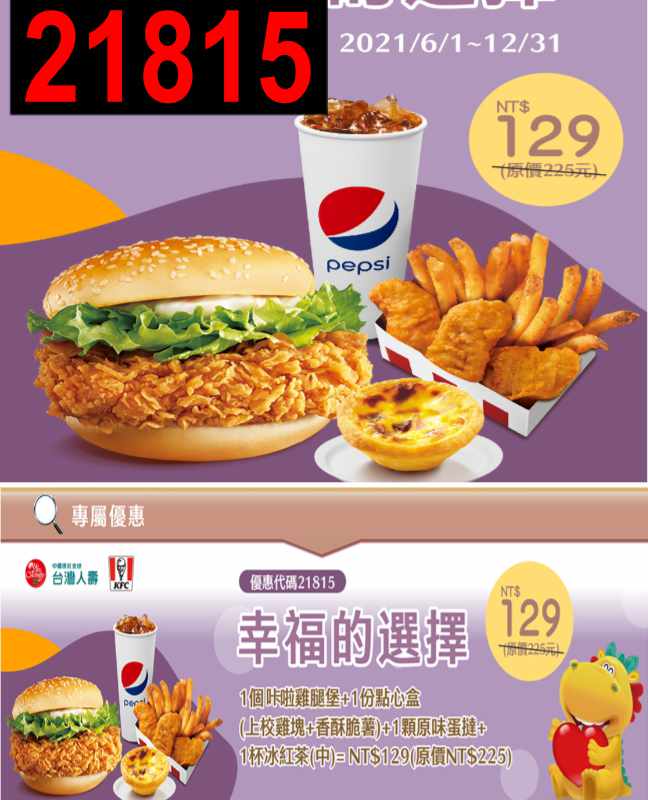 21815
2021/6/1~12/31
NT$
129
(原價225元)
pepsi
專屬優惠
台灣人壽
KFC
優惠代碼21815
幸福的選擇
NT$
129
(原價225元)
pepsi
1個咔啦雞腿堡+1份點心盒
(上校雞塊+香酥脆薯)+1顆原味蛋撻+
1杯冰紅茶(中)= NT$129(原價NT$225)